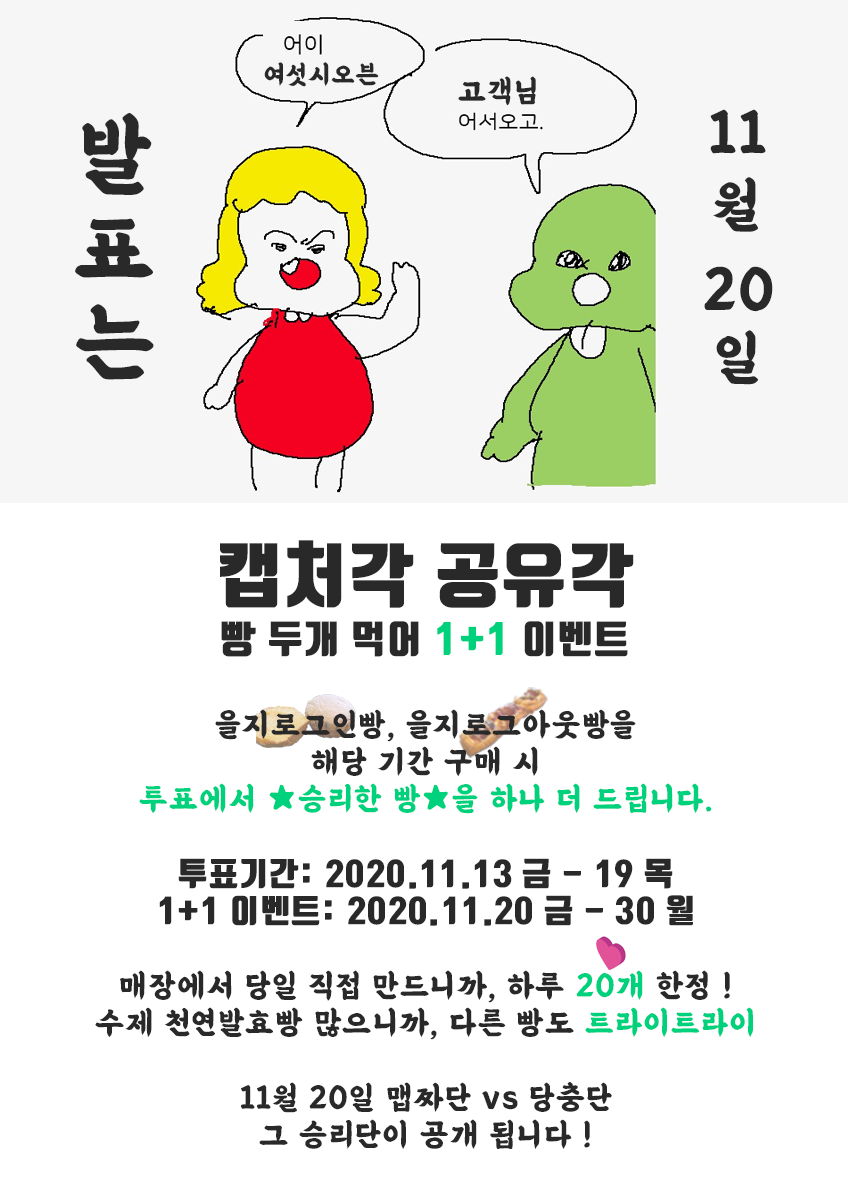 어이
여섯시오븐
고객님
어서오고.
발표는
11월 20일
캡처각 공유각
빵 두개 먹어 1+1 이벤트
을지로그인빵, 을지로그아웃빵을
해당 기간 구매 시
투표에서 ★승리한 빵★을 하나 더 드립니다.
투표기간: 2020.11.13 금 - 19 목
1+1 이벤트: 2020.11.20 금 - 30 월
매장에서 당일 직접 만드니까, 하루 20개 한정 !
수제 천연발효빵 많으니까, 다른 빵도 트라이트라이
11월 20일 맵짜단 vs 당충단
그 승리단이 공개 됩니다 !